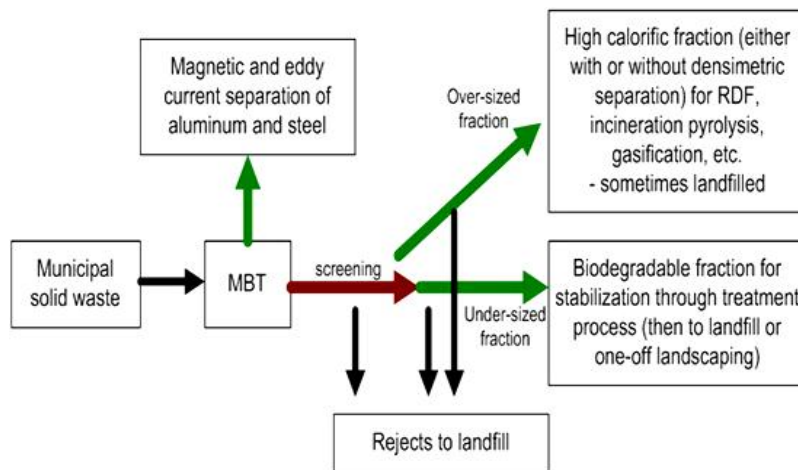 Magnetic and eddy
current separation of
aluminum and steel
High calorific fraction (either
with or without densimetric
separation) for RDF,
incineration pyrolysis,
gasification, etc.
- sometimes landfilled
Over-sized
fraction
Municipal
solid waste
MBT
screening
Under-sized
fraction
Biodegradable fraction for
stabilization through treatment
process (then to landfill or
one-off landscaping)
Rejects to landfill